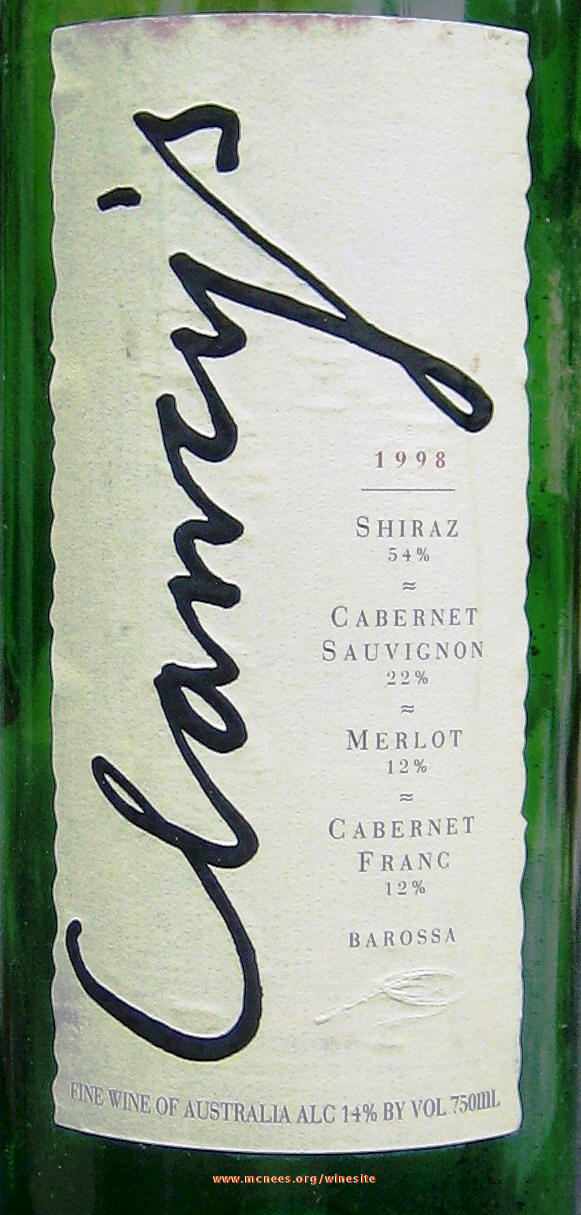 Clancy's
1998
SHIRAZ
54%
≈
CABERNET
SAUVIGNON
22%
≈
MERLOT
12%
≈
CABERNET
FRANC
12%
BAROSSA
FINE WINE OF AUSTRALIA ALC 14% BY VOL 750mL
www.mcnees.org/winesite